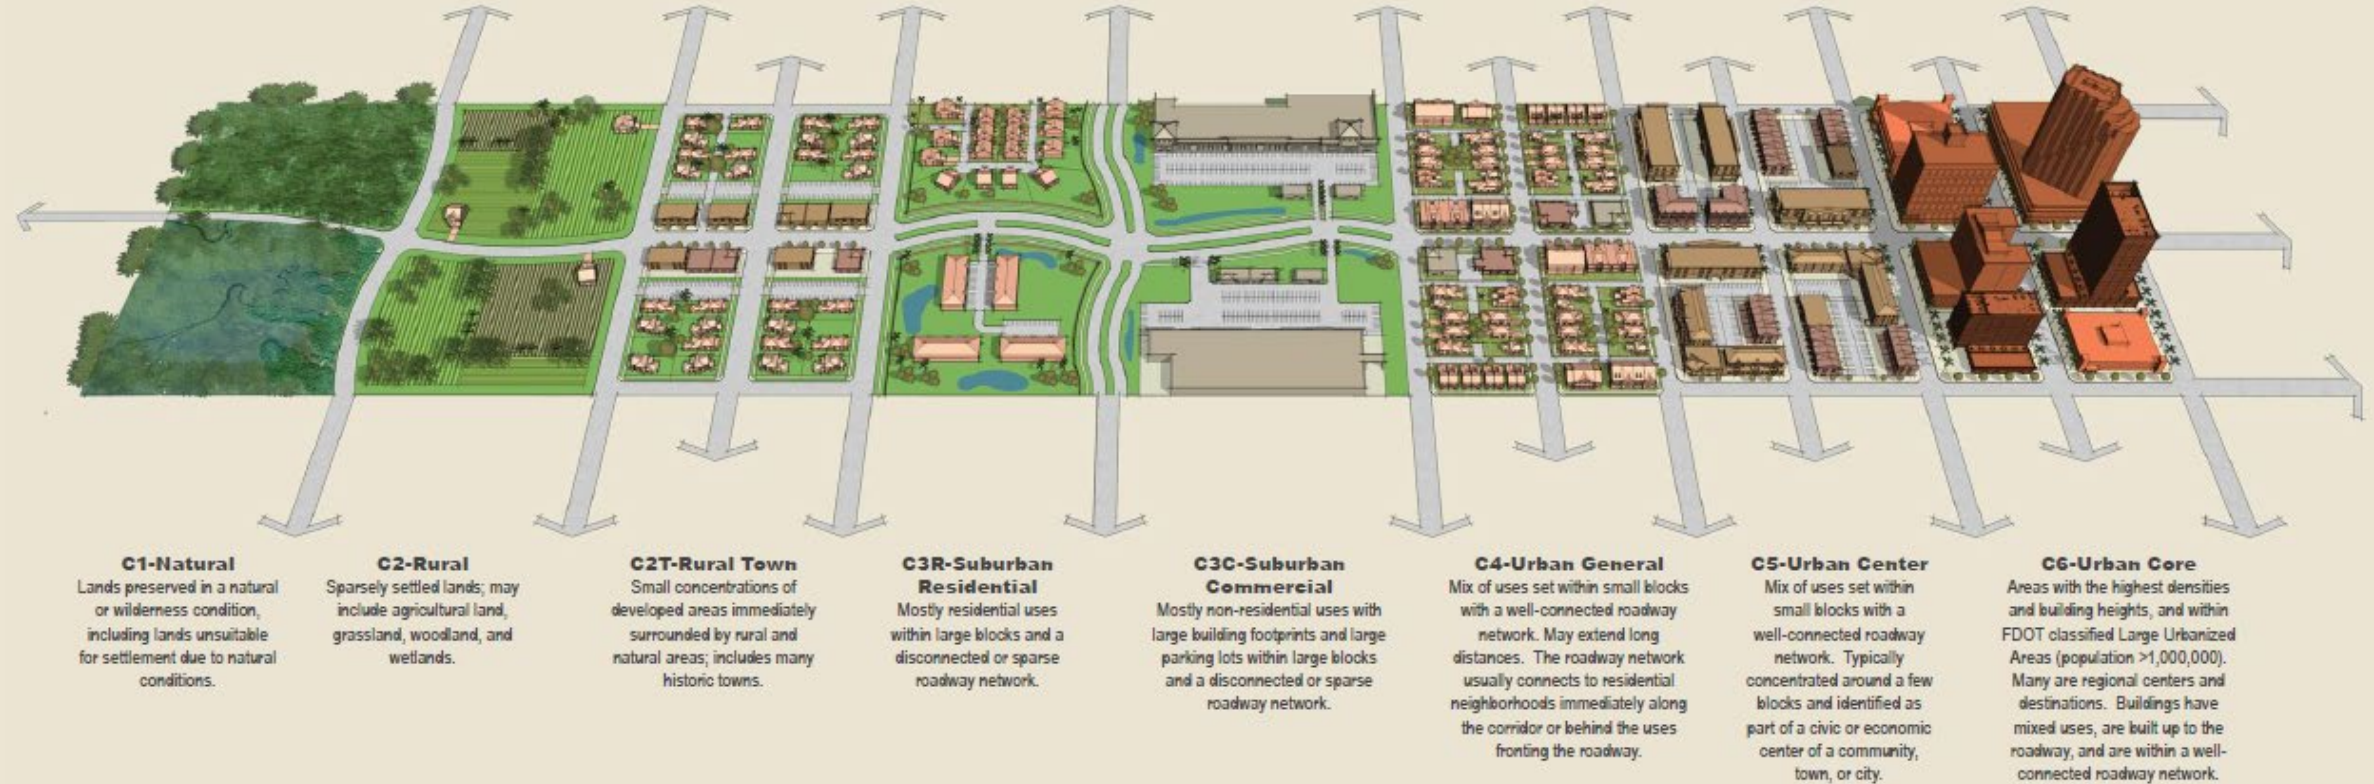 C1-Natural
Lands preserved in a natural
or wilderness condition,
including lands unsuitable
for settlement due to natural
conditions.
C2-Rural
Sparsely settled lands; may
include agricultural land,
grassland, woodland, and
wetlands.
C2T-Rural Town
Small concentrations of
developed areas immediately
surrounded by rural and
natural areas; includes many
historic towns.
C3R-Suburban
Residential
Mostly residential uses
within large blocks and a
disconnected or sparse
roadway network.
C3C-Suburban
Commercial
Mostly non-residential uses with
large building footprints and large
parking lots within large blocks
and a disconnected or sparse
roadway network.
C4-Urban General
Mix of uses set within small blocks
with a well-connected roadway
network. May extend long
distances. The roadway network
usually connects to residential
neighborhoods immediately along
the corridor or behind the uses
fronting the roadway.
C5-Urban Center
Mix of uses set within
small blocks with a
well-connected roadway
network. Typically
concentrated around a few
blocks and identified as
part of a civic or economic
center of a community,
town, or city.
C6-Urban Core
Areas with the highest densities
and building heights, and within
FDOT classified Large Urbanized
Areas (population >1,000,000).
Many are regional centers and
destinations. Buildings have
mixed uses, are built up to the
roadway, and are within a well-
connected roadway network.